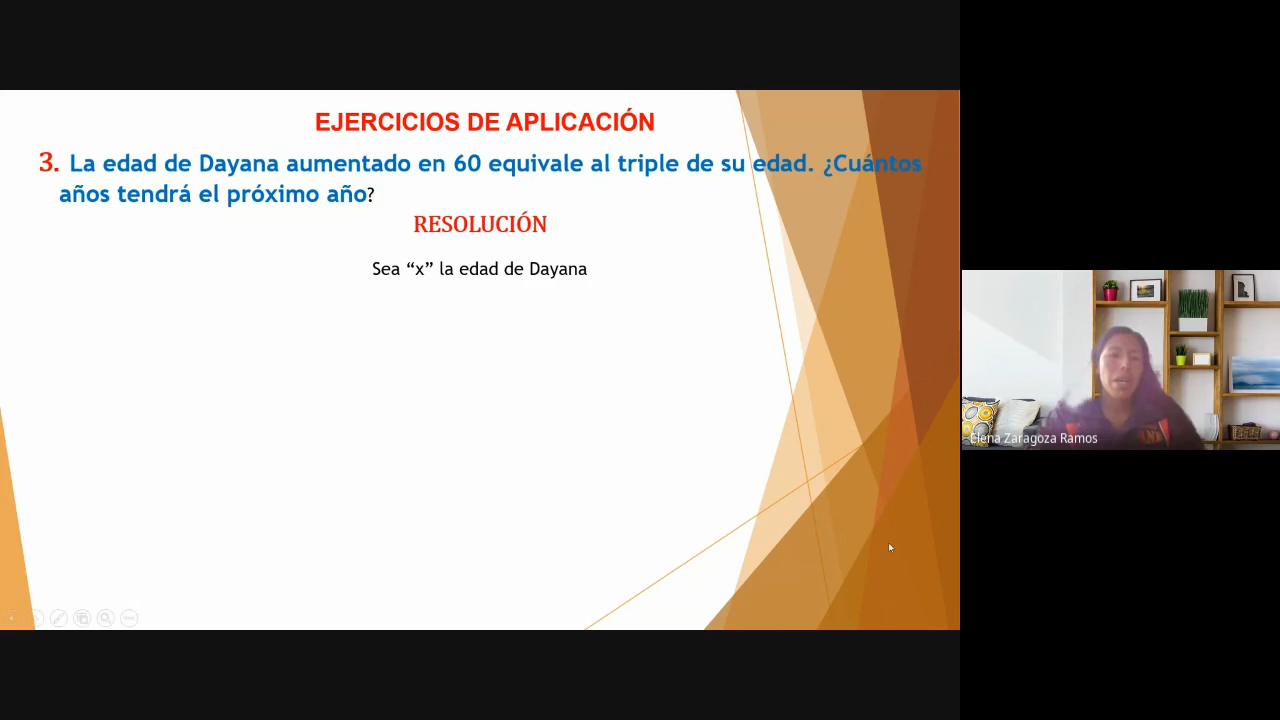 EJERCICIOS DE APLICACIÓN
3. La edad de Dayana aumentado en 60 equivale al triple de su edad. ¿Cuántos
años tendrá el próximo año?
RESOLUCIÓN
Sea “x” la edad de Dayana
Elena Zaragoza Ramos